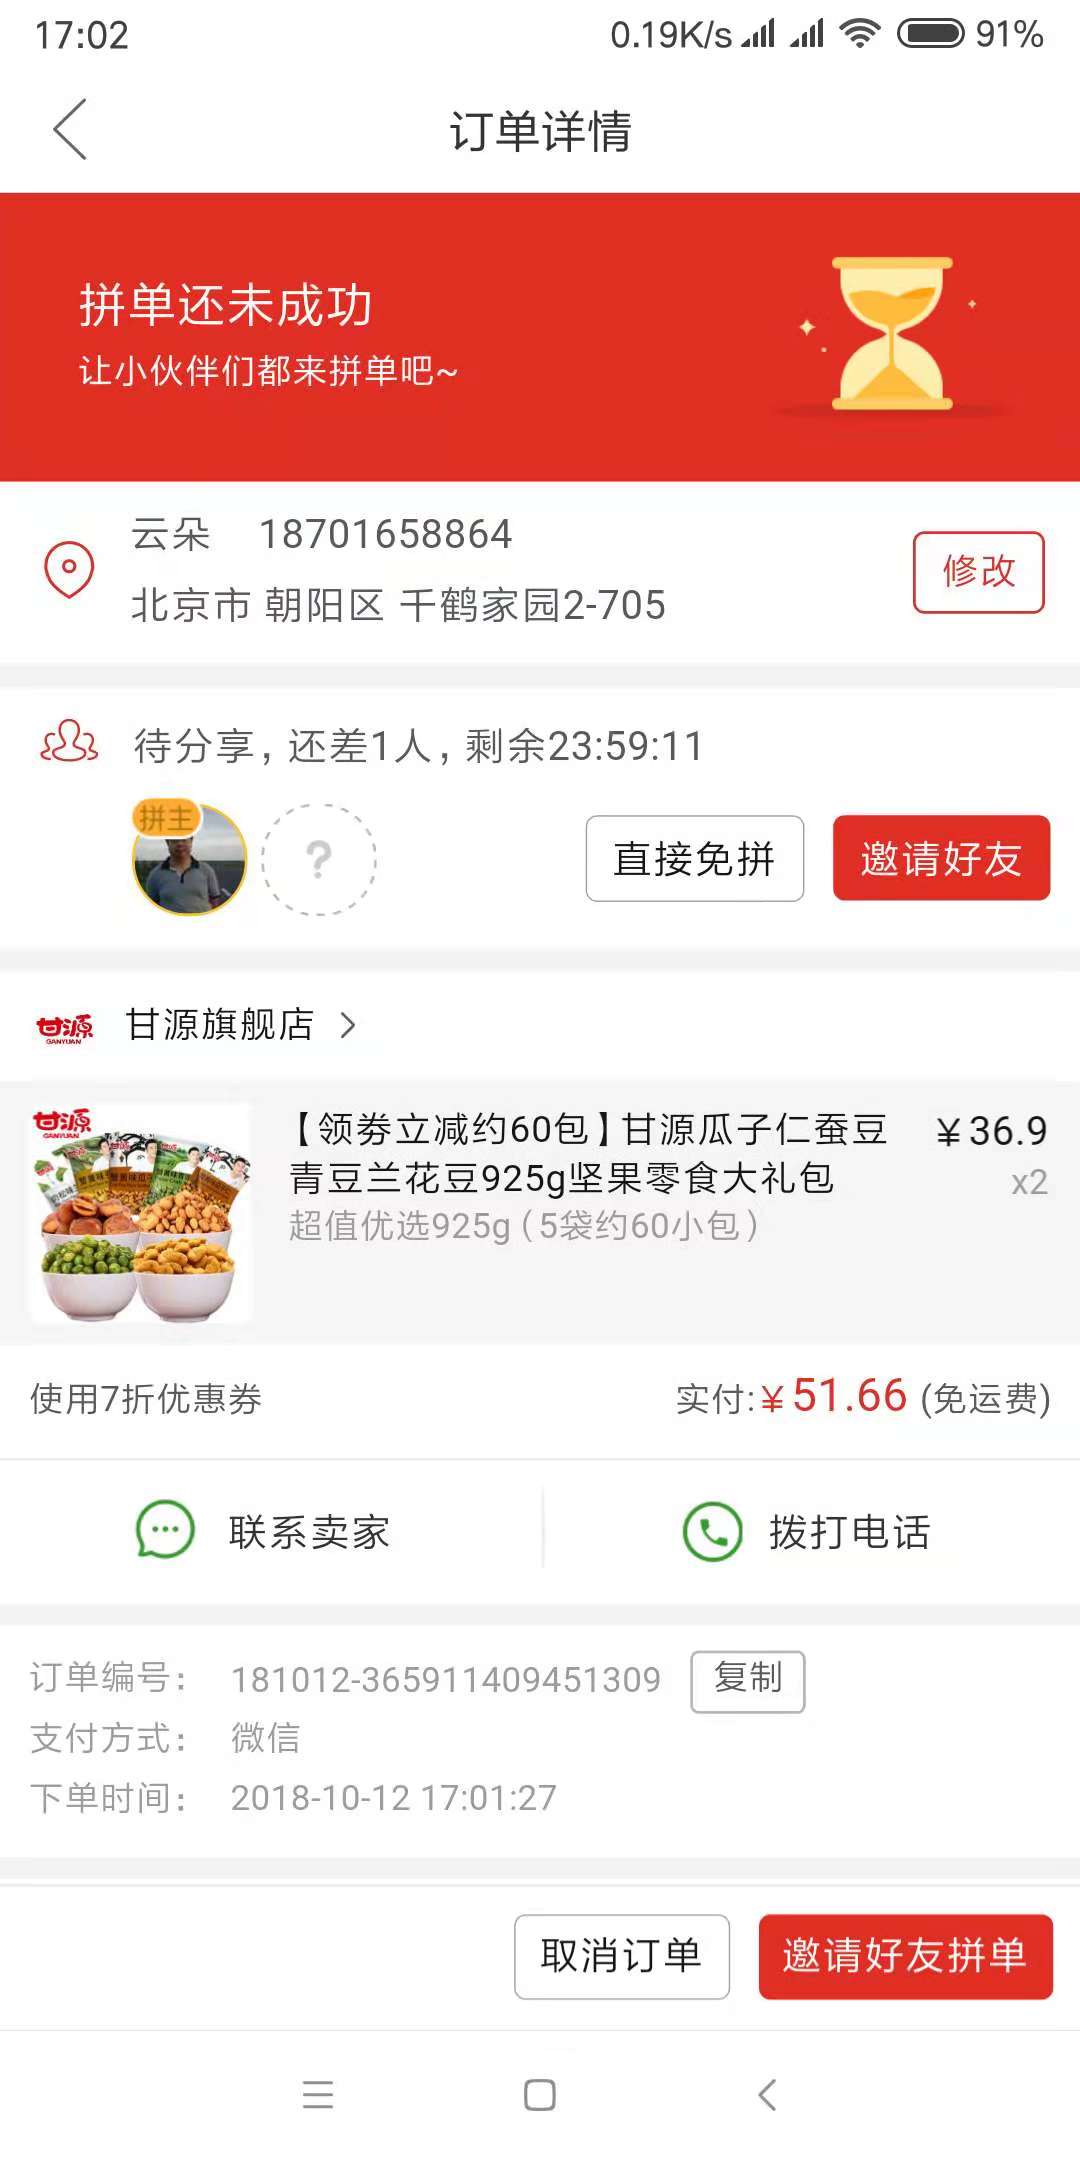 17:02
0.19K/s
91%
订单详情
拼单还未成功
让小伙伴们都来拼单吧~
云朵 18701658864
北京市 朝阳区 千鹤家园2-705
修改
待分享,还差1人,剩余23:59:11
拼主
?
直接免拼
邀请好友
甘源
GANYUAN
甘源旗舰店 >
甘源
GANYUAN
【领劵立减约60包】甘源瓜子仁蚕豆
青豆兰花豆925g坚果零食大礼包
超值优选925g(5袋约60小包)
¥36.9
x2
使用7折优惠券
实付:¥51.66 (免运费)
联系卖家
拨打电话
订单编号: 181012-365911409451309
复制
支付方式: 微信
下单时间: 2018-10-12 17:01:27
取消订单
邀请好友拼单